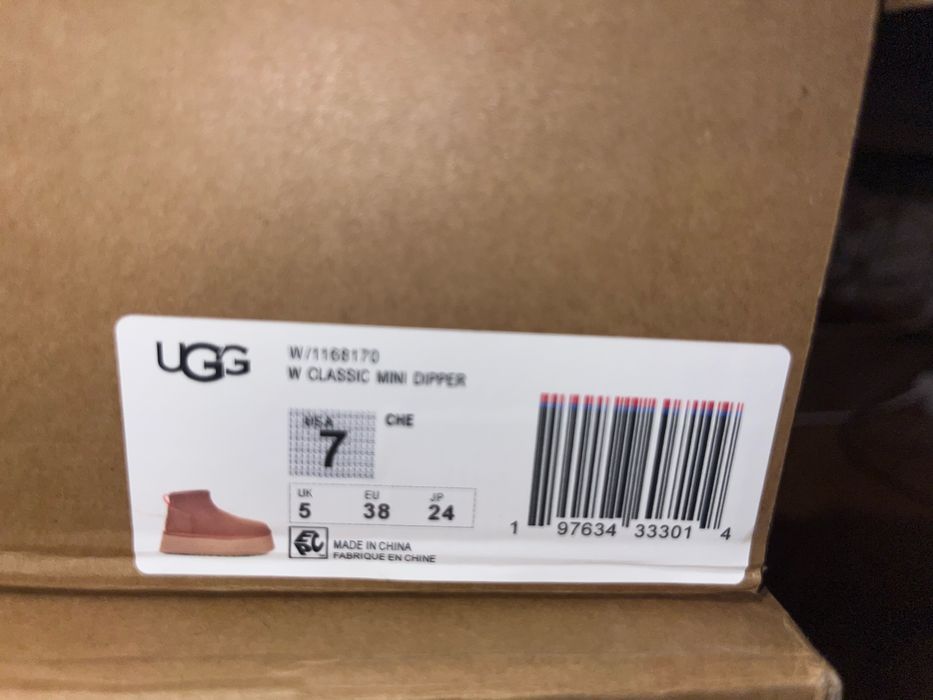 UGG
W/1168170
W CLASSIC MINI DIPPER
USA
7
CHE
UK EU JP
5 38 24
MADE IN CHINA
FABRIQUE EN CHINE
1 97634 33301 4